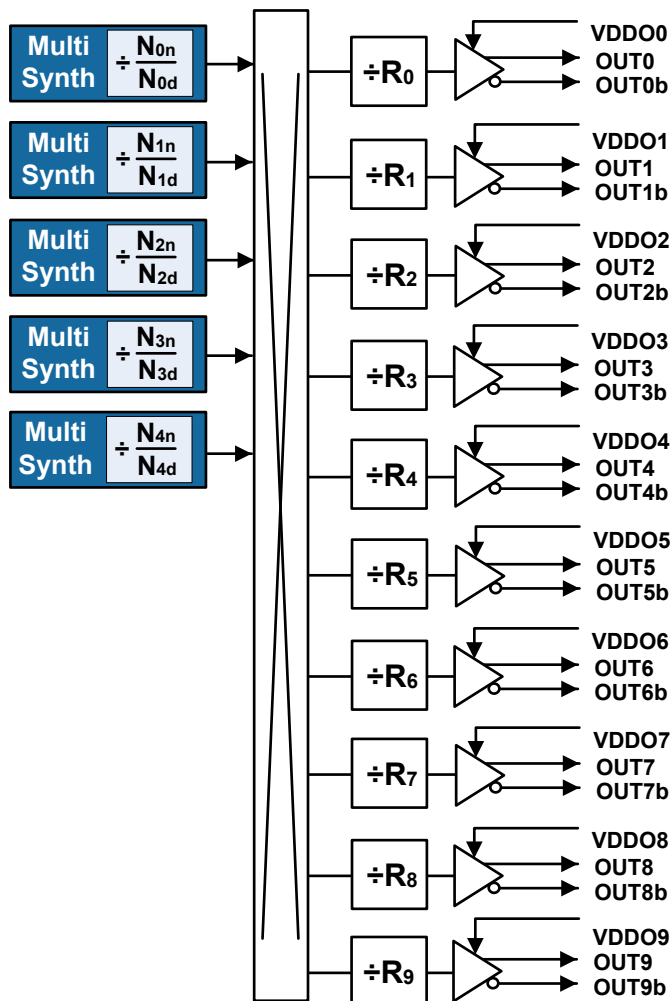 Multi
Synth
÷ N0n
N0d
Multi
Synth
÷ N1n
N1d
Multi
Synth
÷ N2n
N2d
Multi
Synth
÷ N3n
N3d
Multi
Synth
÷ N4n
N4d
÷R0
VDDO0
OUT0
OUT0b
÷R1
VDDO1
OUT1
OUT1b
÷R2
VDDO2
OUT2
OUT2b
÷R3
VDDO3
OUT3
OUT3b
÷R4
VDDO4
OUT4
OUT4b
÷R5
VDDO5
OUT5
OUT5b
÷R6
VDDO6
OUT6
OUT6b
÷R7
VDDO7
OUT7
OUT7b
÷R8
VDDO8
OUT8
OUT8b
÷R9
VDDO9
OUT9
OUT9b